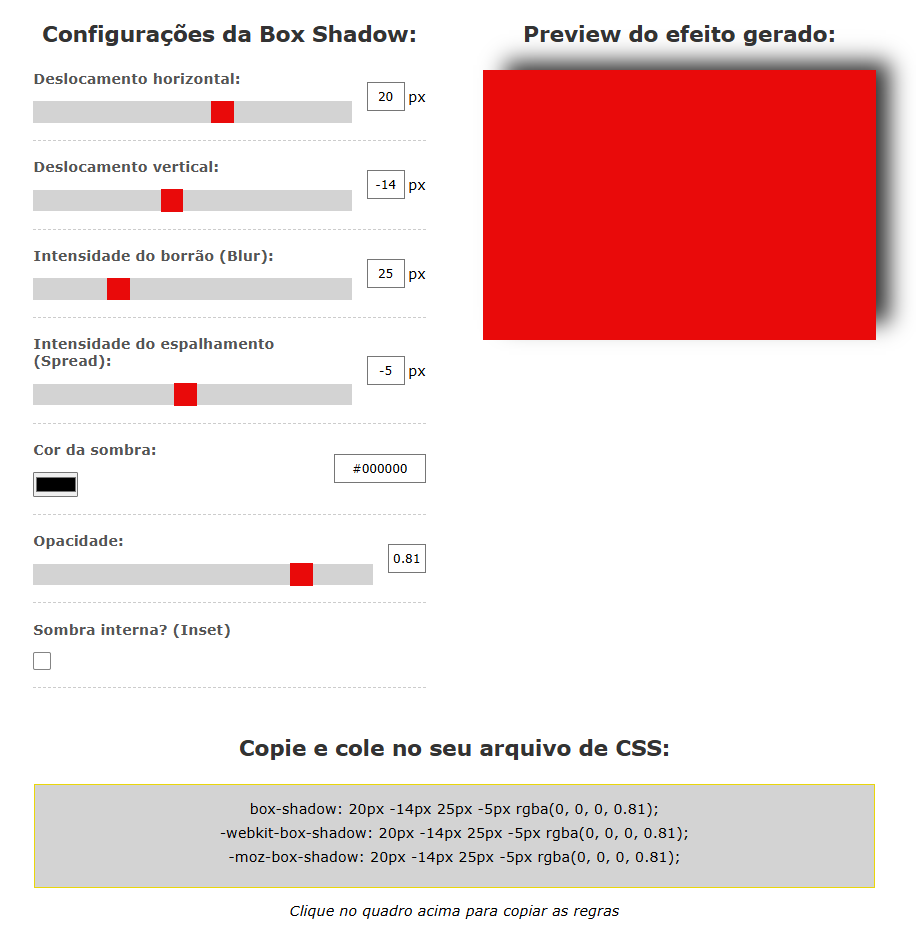 Configurações da Box Shadow:
Deslocamento horizontal:
20 px
Deslocamento vertical:
-14 px
Intensidade do borrão (Blur):
25 px
Intensidade do espalhamento
(Spread):
-5 px
Cor da sombra:
#000000
Opacidade:
0.81
Sombra interna? (Inset)
Preview do efeito gerado:
Copie e cole no seu arquivo de CSS:
box-shadow: 20px -14px 25px -5px rgba(0, 0, 0, 0.81);
-webkit-box-shadow: 20px -14px 25px -5px rgba(0, 0, 0, 0.81);
-moz-box-shadow: 20px -14px 25px -5px rgba(0, 0, 0, 0.81);
Clique no quadro acima para copiar as regras